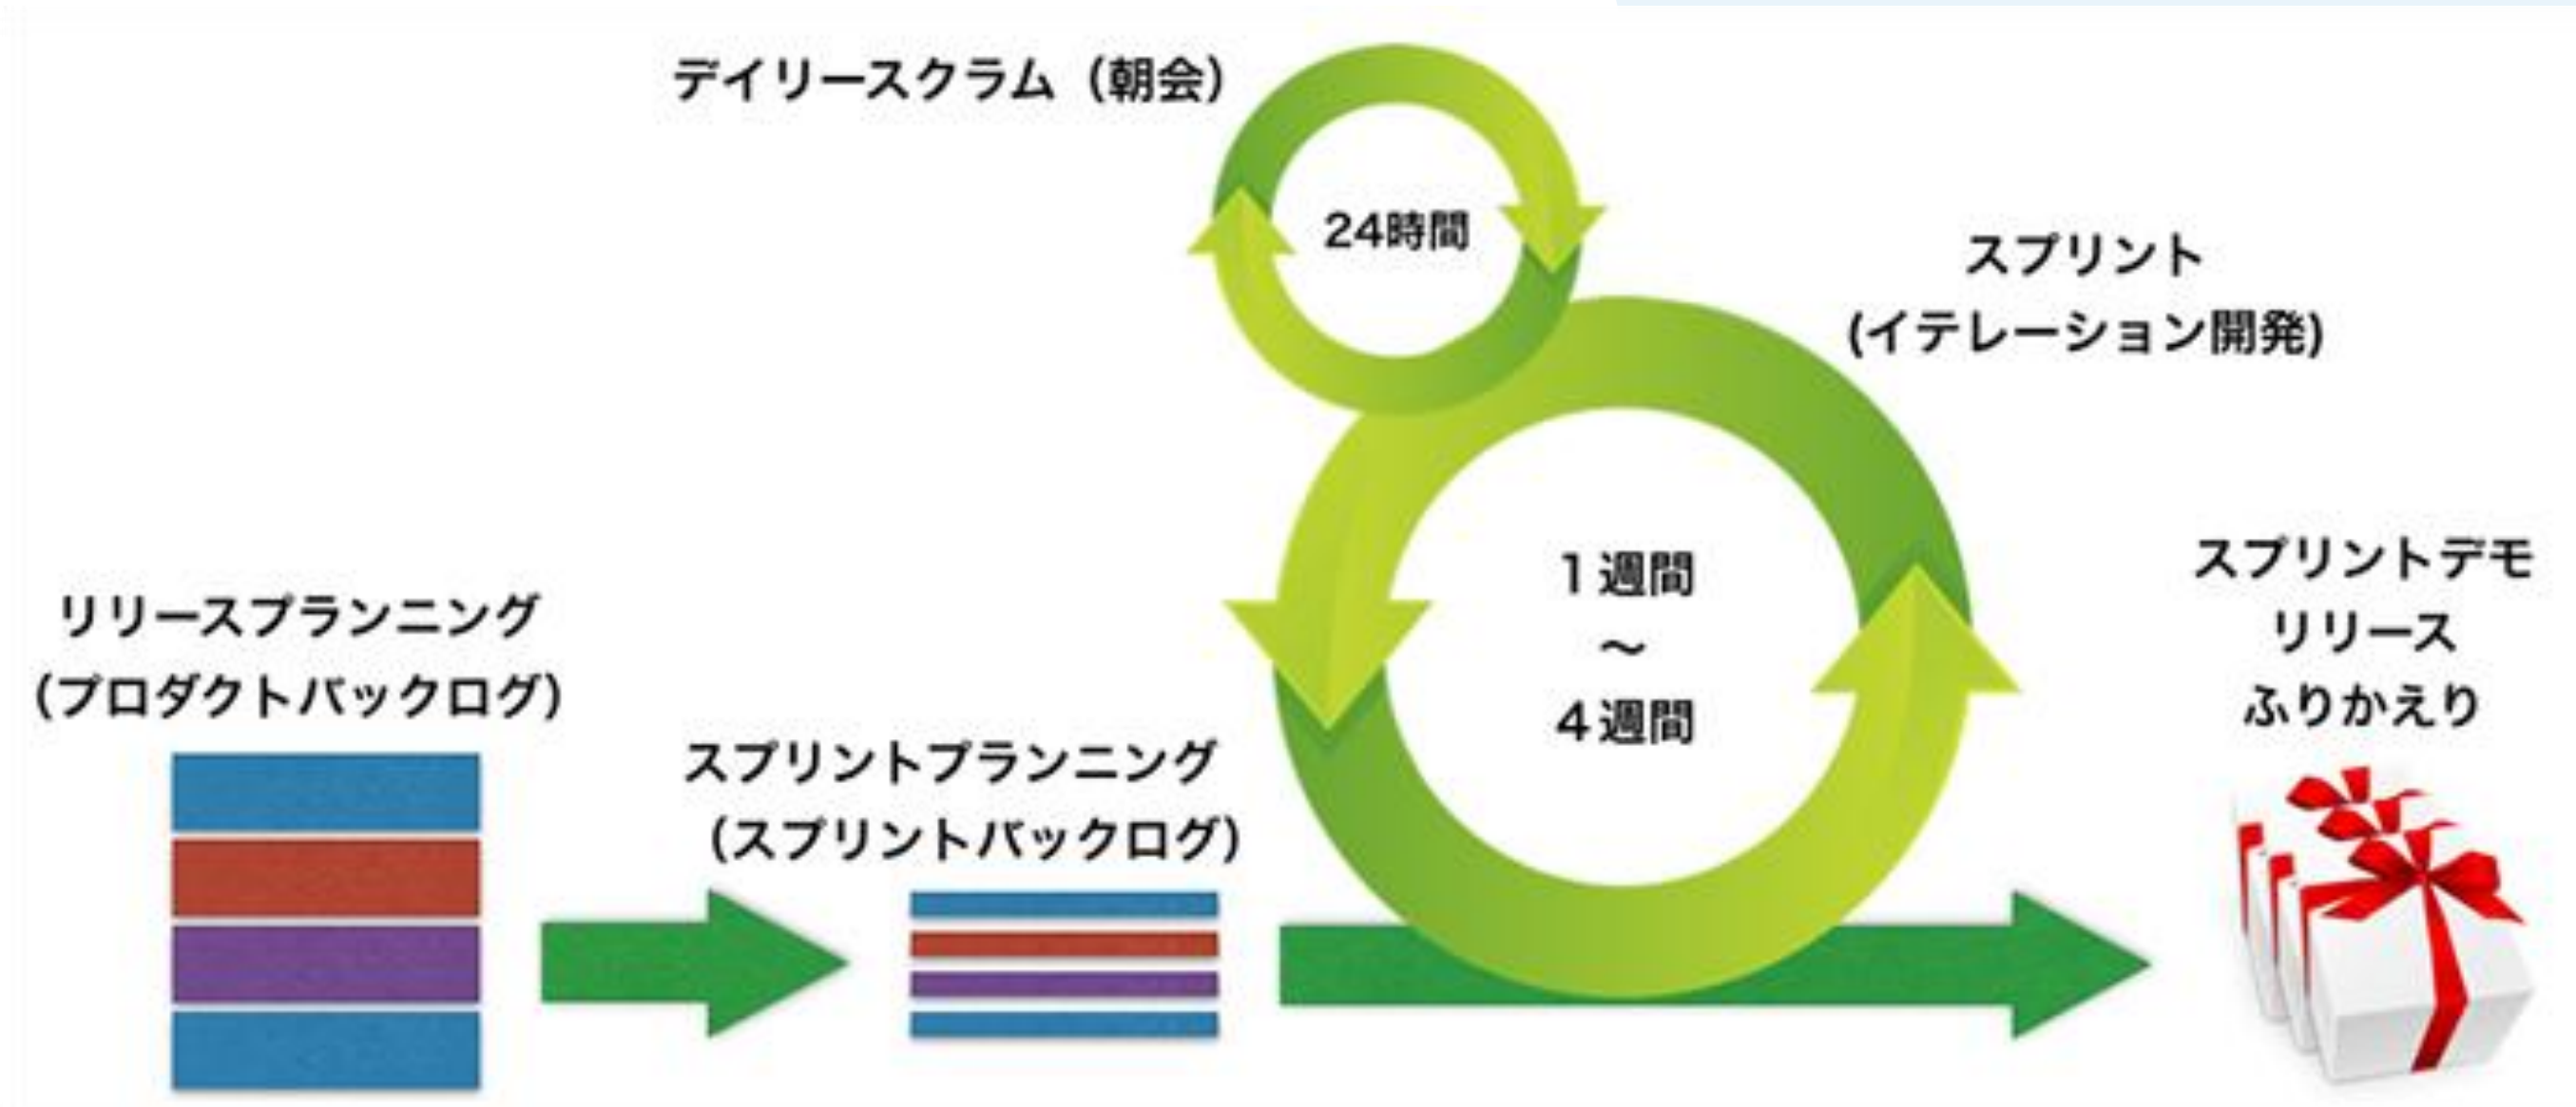 デイリースクラム（朝会）
24時間
スプリント
(イテレーション開発)
1週間
～
4週間
リリースプランニング
（プロダクトバックログ）
スプリントプランニング
（スプリントバックログ）
スプリントデモ
リリース
ふりかえり